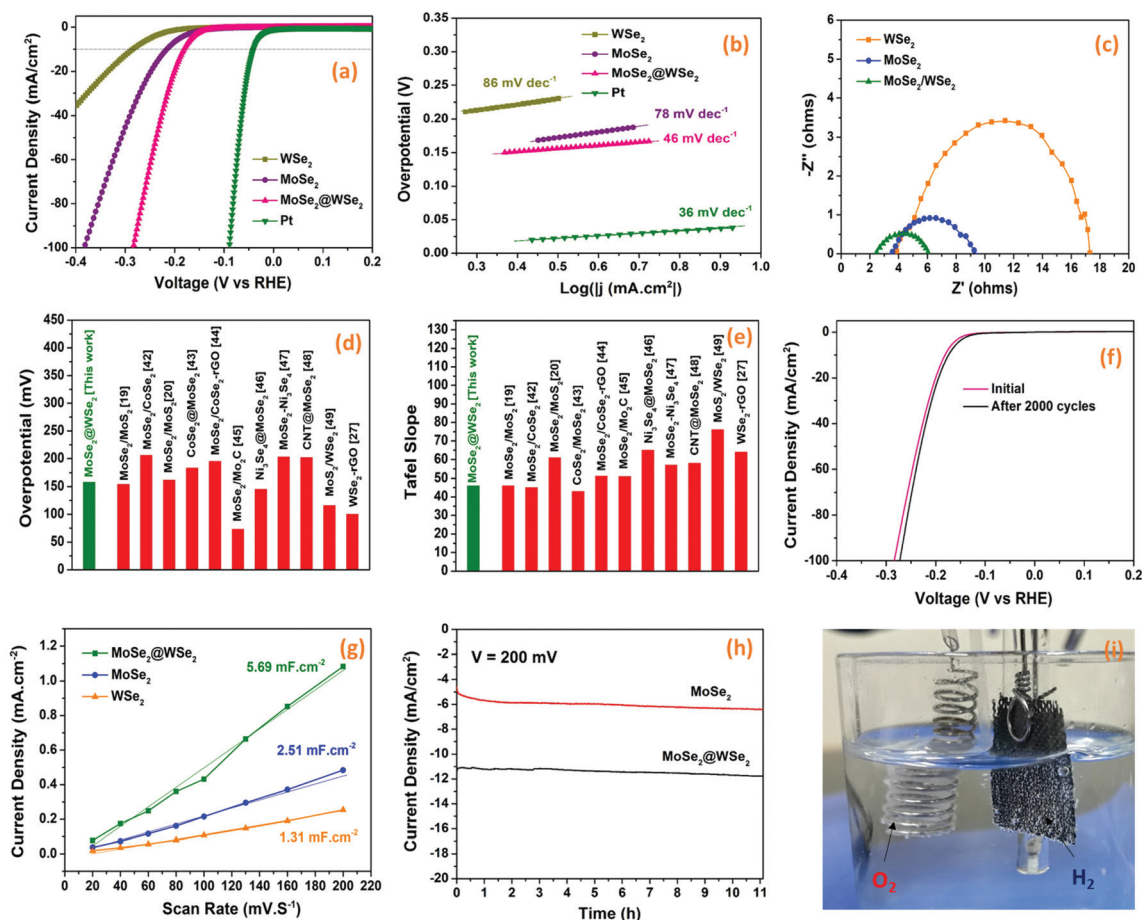 (a)
Current Density (mA/cm²)
0
-20
-40
-60
-80
-100
WSe₂
MoSe₂
MoSe₂@WSe₂
Pt
-0.4 -0.3 -0.2 -0.1 0.0 0.1 0.2
Voltage (V vs RHE)
(b)
Overpotential (V)
0.35
0.30
0.25
0.20
0.15
0.10
0.05
0.00
WSe₂
MoSe₂
MoSe₂@WSe₂
Pt
86 mV dec⁻¹
78 mV dec⁻¹
46 mV dec⁻¹
36 mV dec⁻¹
0.3 0.4 0.5 0.6 0.7 0.8 0.9 1.0
Log(|j (mA.cm²|)
(c)
-Z'' (ohms)
6
5
4
3
2
1
0
WSe₂
MoSe₂
MoSe₂/WSe₂
0 2 4 6 8 10 12 14 16 18 20
Z' (ohms)
(d)
Overpotential (mV)
450
400
350
300
250
200
150
100
50
0
MoSe₂@WSe₂ [This work]
MoSe₂/MoS₂ [19]
MoSe₂/CoSe₂ [42]
MoSe₂/MoS₂[20]
CoSe₂@MoSe₂ [43]
MoSe₂/CoSe₂-rGO [44]
MoSe₂/Mo₂C [45]
Ni₃Se₄@MoSe₂ [46]
MoSe₂-Ni₃Se₄ [47]
CNT@MoSe₂ [48]
MoS₂/WSe₂ [49]
WSe₂-rGO [27]
(e)
Tafel Slope
130
120
110
100
90
80
70
60
50
40
30
20
10
0
MoSe₂@WSe₂ [This work]
MoSe₂/MoS₂ [19]
MoSe₂/CoSe₂ [42]
MoSe₂/MoS₂[20]
CoSe₂/MoSe₂ [43]
MoSe₂/CoSe₂-rGO [44]
MoSe₂/Mo₂C [45]
Ni₃Se₄@MoSe₂ [46]
MoSe₂-Ni₃Se₄ [47]
CNT@MoSe₂ [48]
MoS₂/WSe₂ [49]
WSe₂-rGO [27]
(f)
Current Density (mA/cm²)
0
-20
-40
-60
-80
-100
Initial
After 2000 cycles
-0.4 -0.3 -0.2 -0.1 0.0 0.1 0.2
Voltage (V vs RHE)
(g)
Current Density (mA.cm²)
1.2
1.0
0.8
0.6
0.4
0.2
0.0
MoSe₂@WSe₂
MoSe₂
WSe₂
5.69 mF.cm⁻²
2.51 mF.cm⁻²
1.31 mF.cm⁻²
0 20 40 60 80 100 120 140 160 180 200 220
Scan Rate (mV.S⁻¹)
(h)
Current Density (mA/cm²)
0
-2
-4
-6
-8
-10
-12
-14
-16
-18
-20
V = 200 mV
MoSe₂
MoSe₂@WSe₂
0 1 2 3 4 5 6 7 8 9 10 11
Time (h)
(i)
O₂
H₂